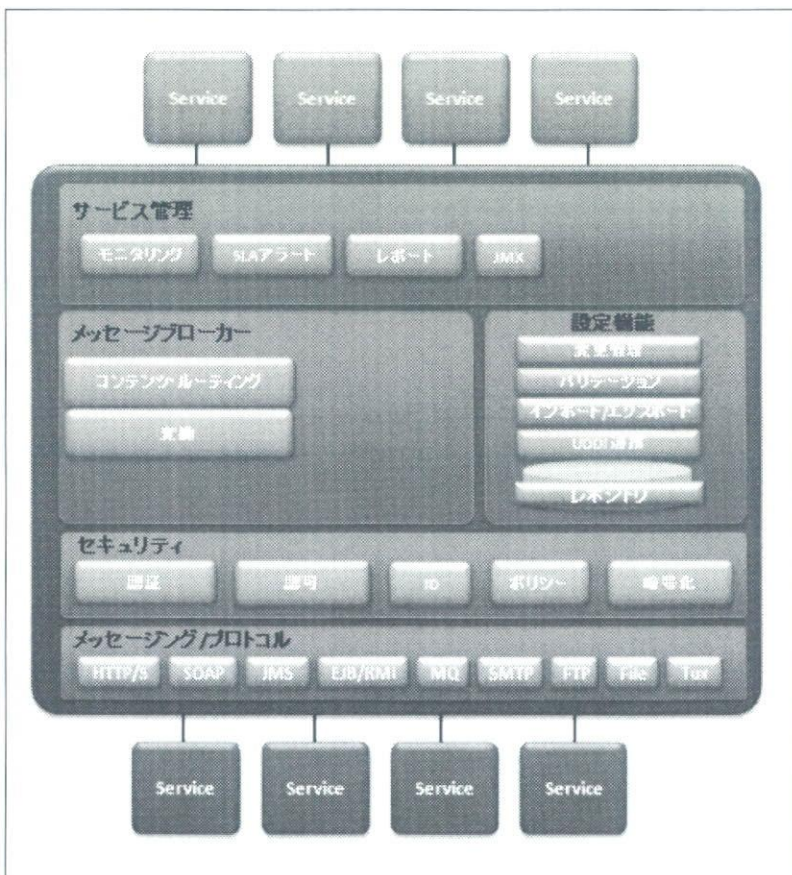 Service Service Service Service
サービス管理
モニタリング SLAアラート レポート JMX
メッセージブローカー
コンテンツ・ルーティング
変換
設定機能
変更管理
バリデーション
インポート/エクスポート
UDDI連携
レポジトリ
セキュリティ
認証 認可 ID ポリシー 暗号化
メッセージング/プロトコル
HTTP/S SOAP JMS EJB/RMI MQ SMTP FTP File Tux
Service Service Service Service